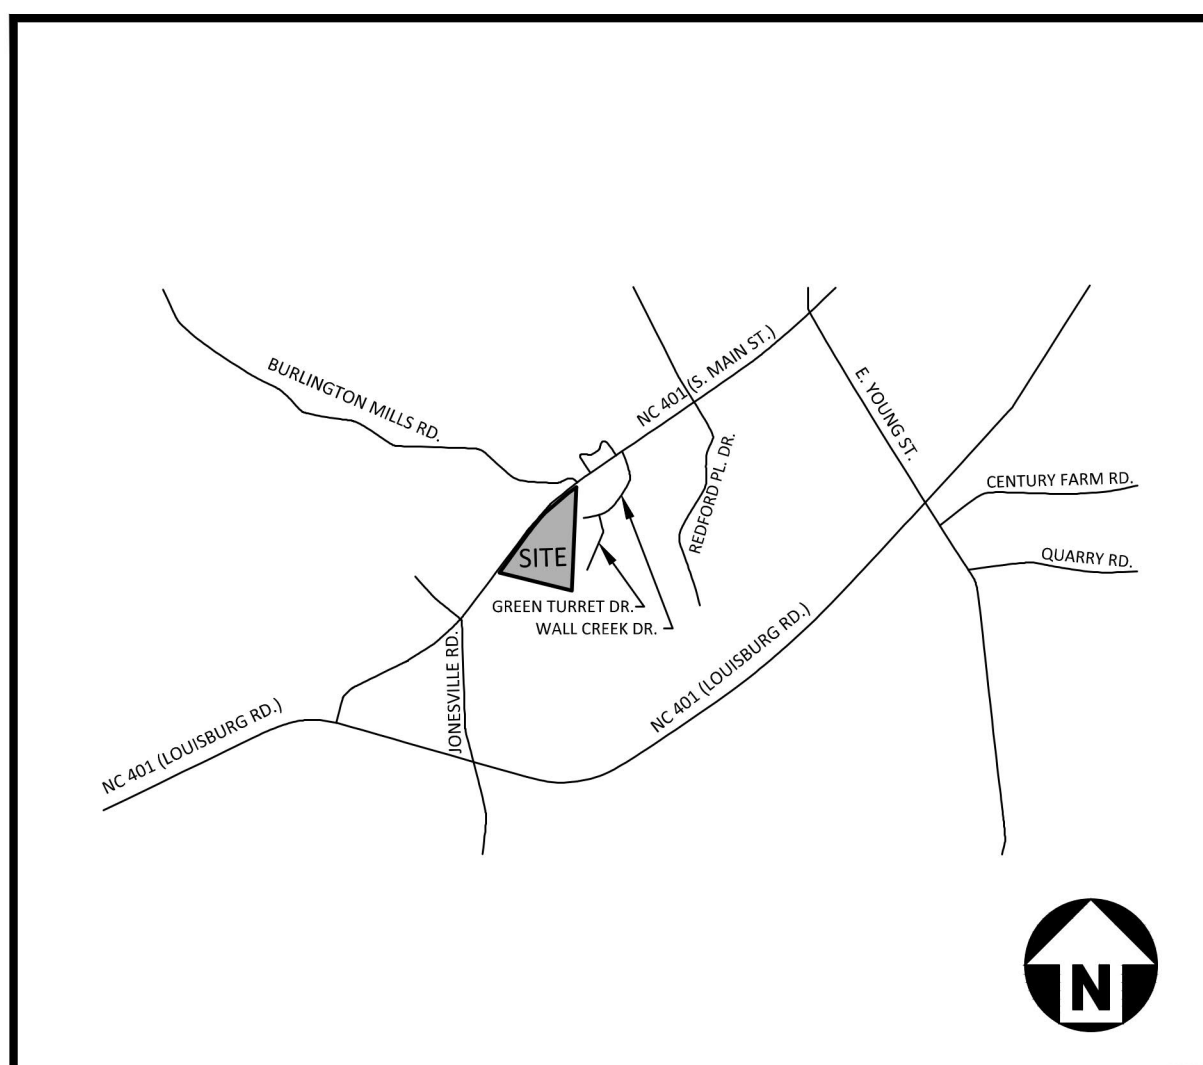 NC 401 (S. MAIN ST.)
BURLINGTON MILLS RD.
E. YOUNG ST.
REDFORD PL. DR.
CENTURY FARM RD.
SITE
QUARRY RD.
GREEN TURRET DR.
WALL CREEK DR.
JONESVILLE RD.
NC 401 (LOUISBURG RD.)
NC 401 (LOUISBURG RD.)
N